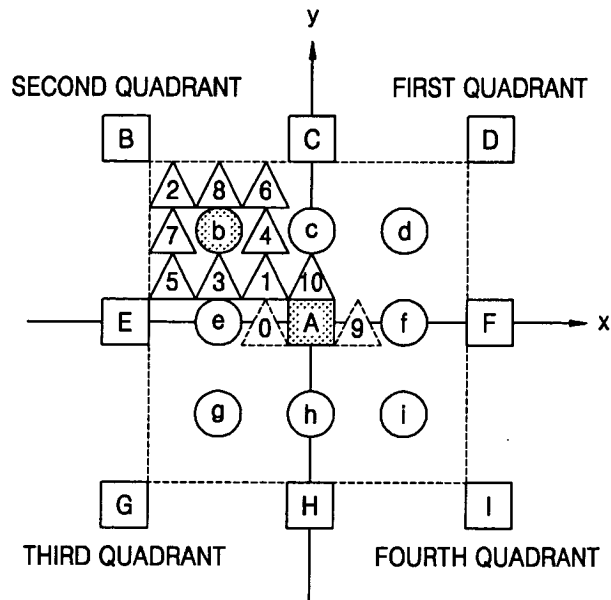 y
SECOND QUADRANT FIRST QUADRANT
B C D
2 8 6
7 b 4 c d
5 3 1 10
E e 0 A 9 f F x
g h i
G H I
THIRD QUADRANT FOURTH QUADRANT